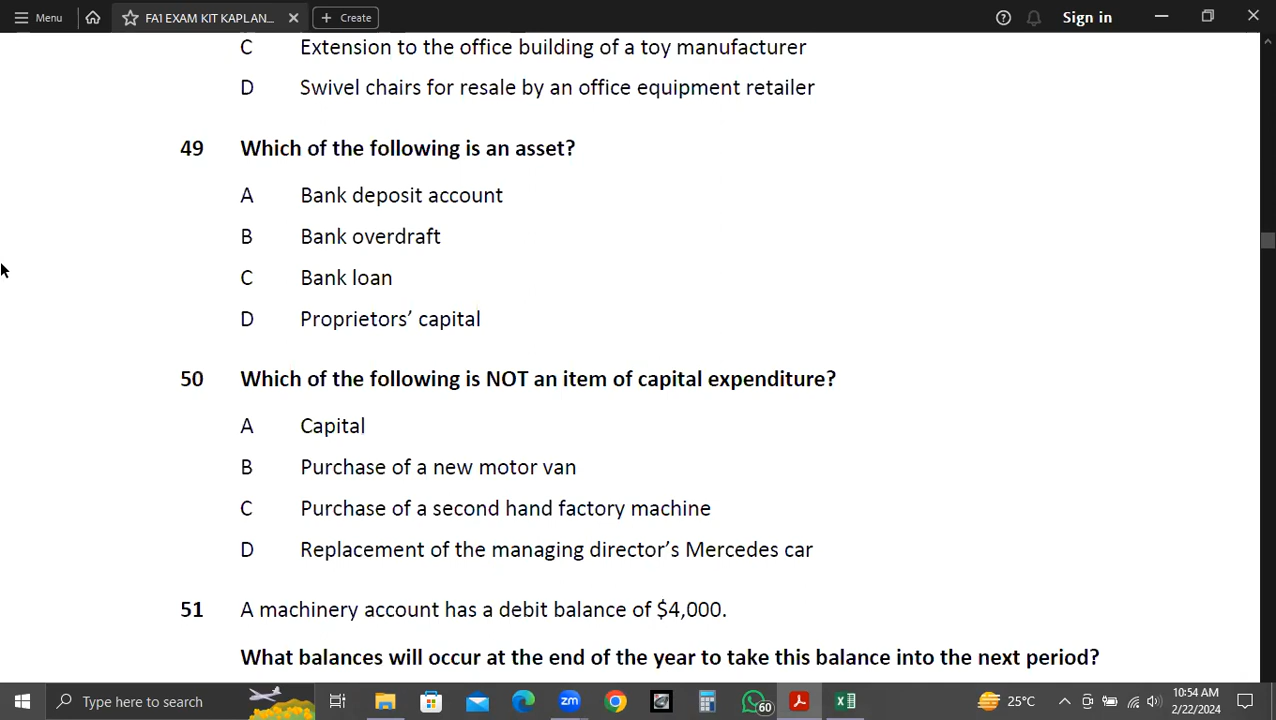 Menu
FA1 EXAM KIT KAPLAN...
Create
Sign in
C Extension to the office building of a toy manufacturer
D Swivel chairs for resale by an office equipment retailer
49 Which of the following is an asset?
A Bank deposit account
B Bank overdraft
C Bank loan
D Proprietors’ capital
50 Which of the following is NOT an item of capital expenditure?
A Capital
B Purchase of a new motor van
C Purchase of a second hand factory machine
D Replacement of the managing director’s Mercedes car
51 A machinery account has a debit balance of $4,000.
What balances will occur at the end of the year to take this balance into the next period?
Type here to search
zm
60
25°C
10:54 AM
2/22/2024